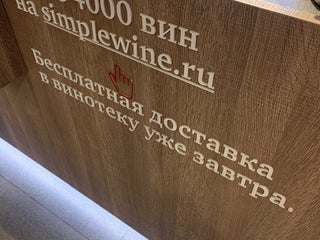 4000 вин
на simplewine.ru
Бесплатная доставка
в винотеку уже завтра.